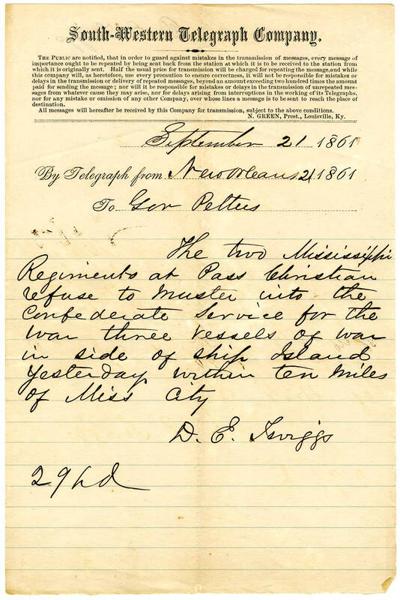 South-Western Telegraph Company.
THE PUBLIC are notified, that in order to guard against mistakes in the transmission of messages, every message of
importance ought to be repeated by being sent back from the station at which it is to be received to the station from
which it is originally sent. Half the usual price for transmission will be charged for repeating the message, and while
this company will, as heretofore, use every precaution to ensure correctness, it will not be responsible for mistakes or
delays in the transmission or delivery of repeated messages, beyond an amount exceeding two hundred times the amount
paid for sending the message; nor will it be responsible for mistakes or delays in the transmission of unrepeated mes-
sages from whatever cause they may arise, nor for delays arising from interruptions in the working of its Telegraphs,
nor for any mistake or omission of any other Company, over whose lines a message is to be sent to reach the place of
destination.
All messages will hereafter be received by this Company for transmission, subject to the above conditions.
N. GREEN, Prest., Louisville, Ky.
September 21 1861
By Telegraph from New Orleans 21 1861
To Gov Pettus
The two Mississippi
Regiments at Pass Christian
refuse to muster into the
Confederate Service for the
war three vessels of war
in side of ship Island
yesterday within ten miles
of Miss City
D. E. Twiggs